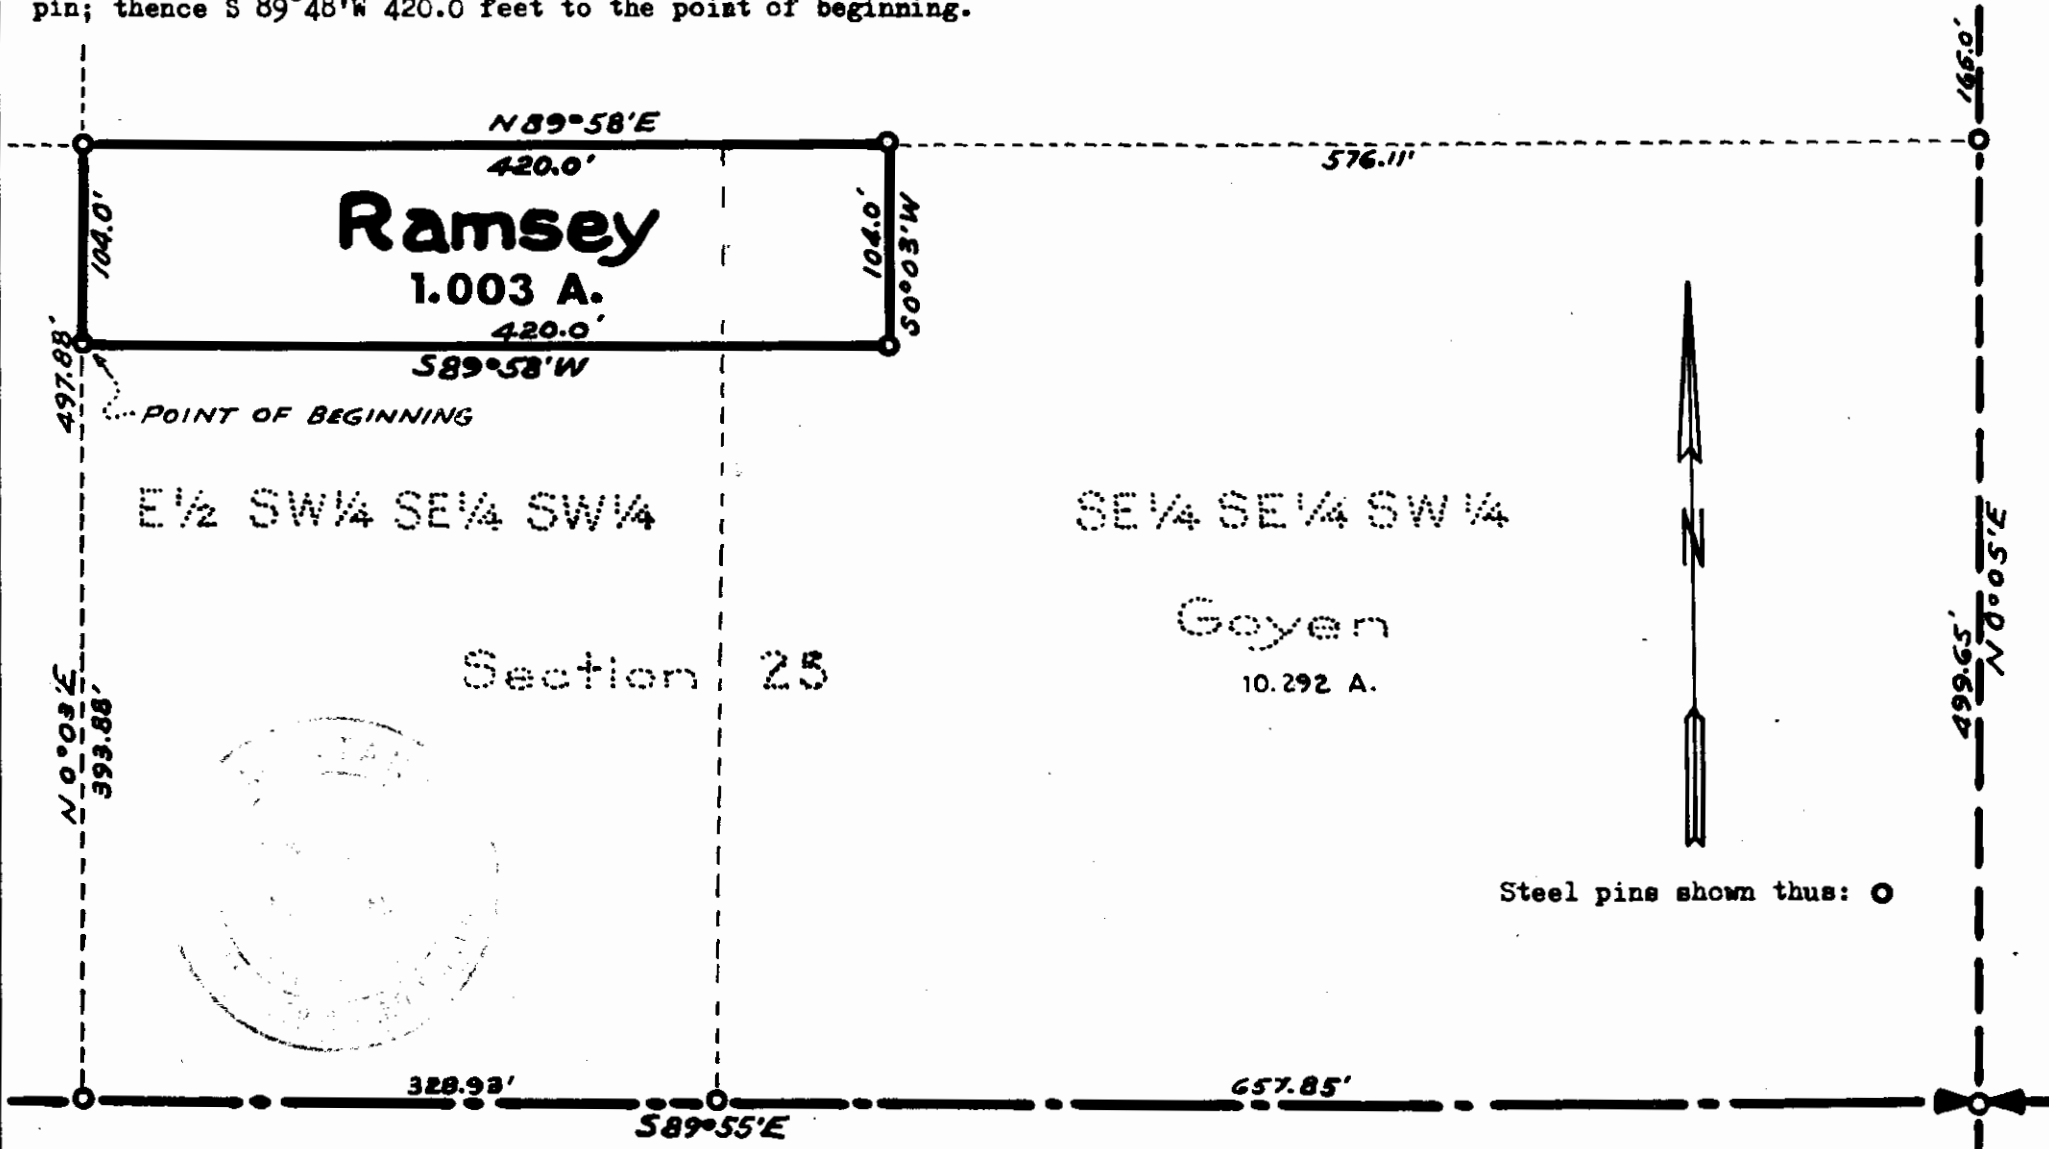 pin; thence S 89°48'W 420.0 feet to the point of beginning.
166.0'
N 89°58'E
420.0'
576.11'
104.0'
Ramsey
1.003 A.
104.0'
S0°03'W
420.0'
S89°58'W
497.88'
POINT OF BEGINNING
E½ SW¼ SE¼ SW¼
SE¼ SE¼ SW¼
N
N 0°05'E
Goyen
10.292 A.
Section 25
499.65'
N 0°03'E
393.88'
Steel pins shown thus:
328.93'
657.85'
S89°55'E